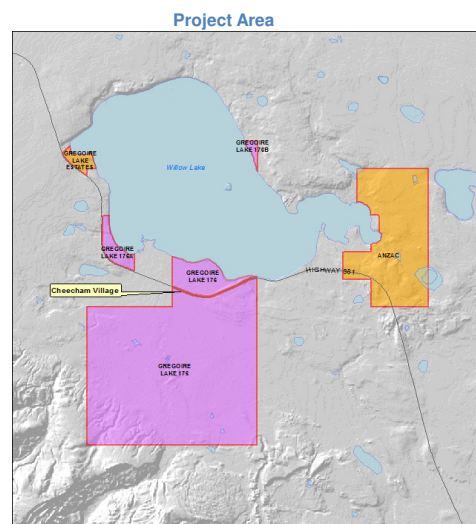 Project Area
GREGOIRE
LAKE 176B
GREGOIRE
LAKE
ESTATES
Willow Lake
GREGOIRE
LAKE 176A
ANZAC
HIGHWAY 881
GREGOIRE
LAKE 176
Cheecham Village
GREGOIRE
LAKE 176